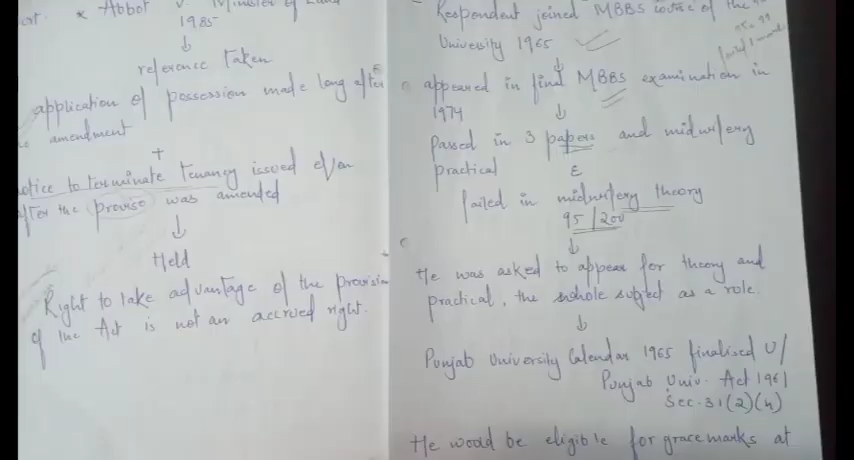 * Abbot v. Minister of Land
1985
↓
reference taken
application of possession made long after
amendment
+
notice to terminate tenancy issued even
after the proviso was amended
↓
Held
Right to take advantage of the provision
of the Act is not an accrued right.
Respondent joined MBBS course of the
University 1965
↓
appeared in final MBBS examination in
1974
↓
Passed in 3 papers and midwifery
practical
&
failed in midwifery theory
95/200
↓
He was asked to appear for theory and
practical, the whole subject as a role
↓
Punjab University Calendar 1965 finalised U/
Punjab Univ. Act 1961
Sec. 31(2)(h)
He would be eligible for grace marks at